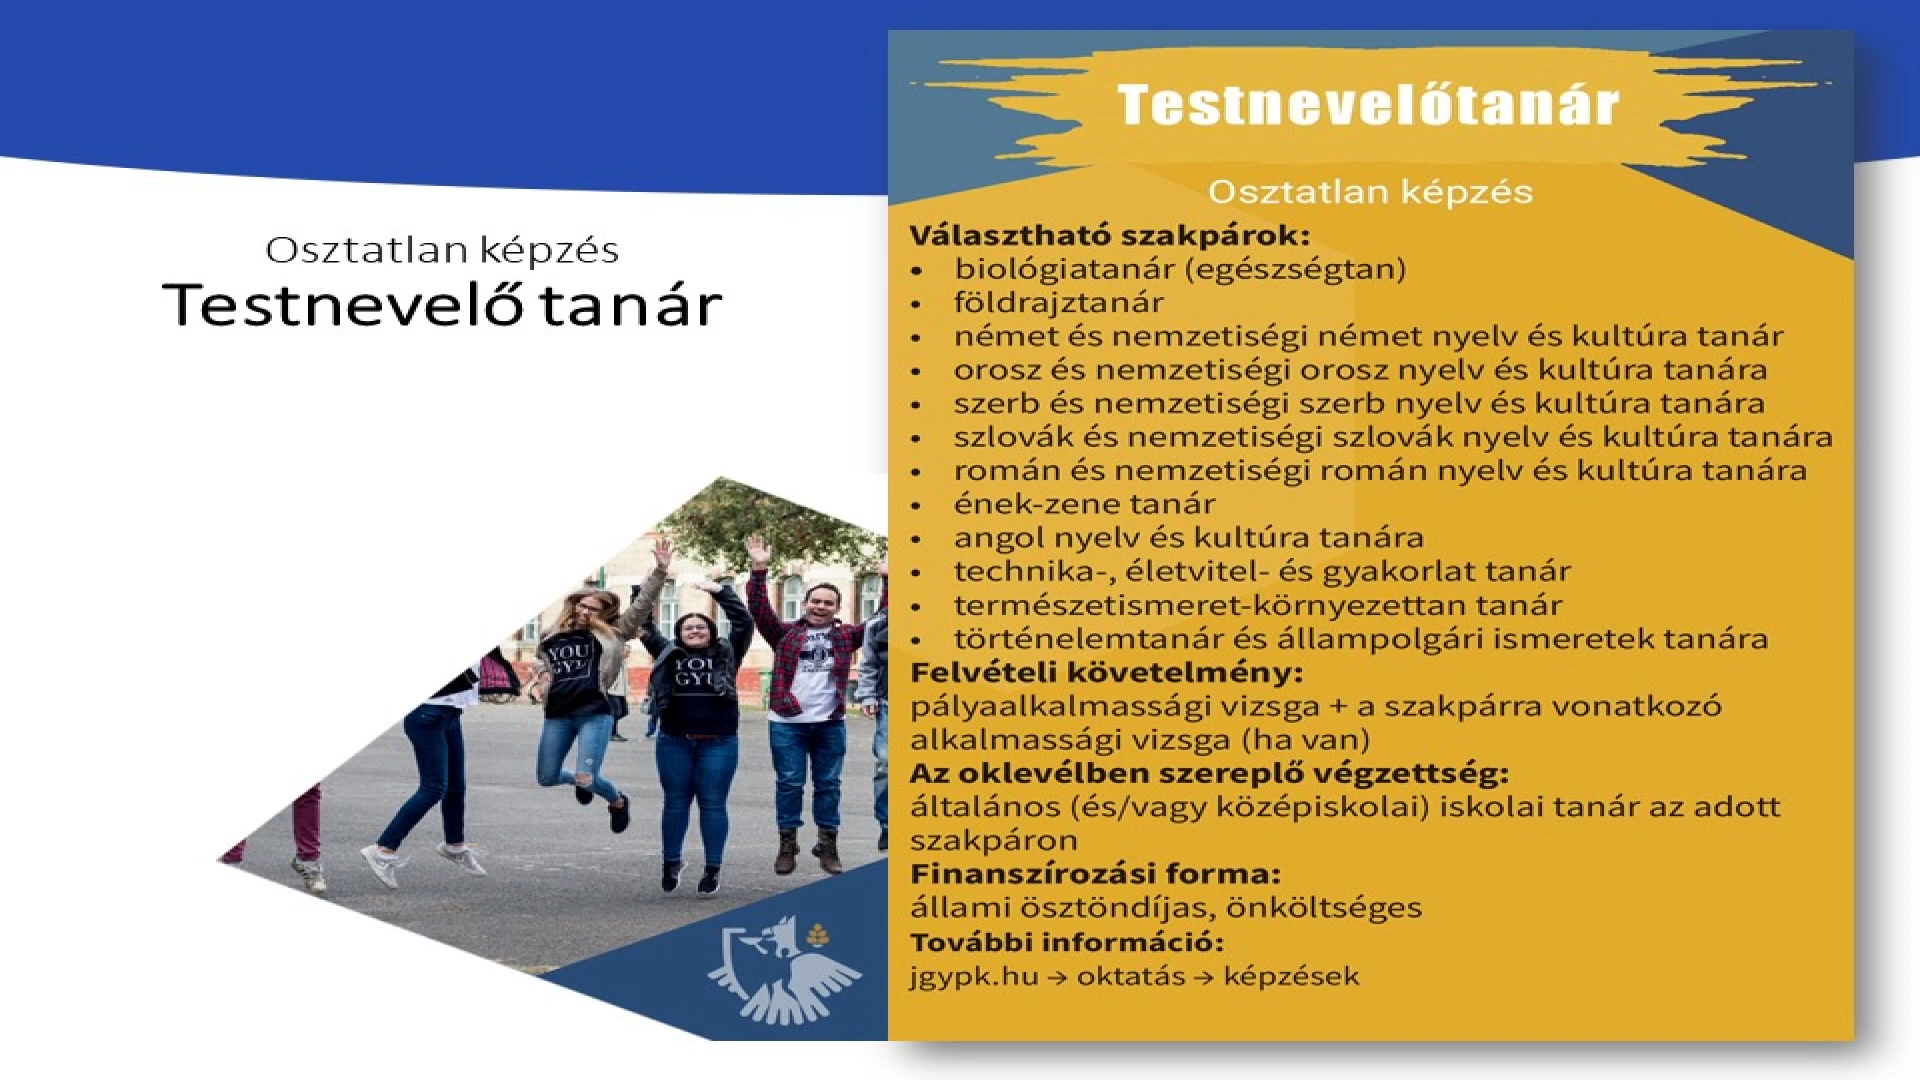 Osztatlan képzés
Testnevelő tanár
YOU
GYL
YOU
GYU
Testnevelőtanár
Osztatlan képzés
Választható szakpárok:
• biológiatanár (egészségtan)
• földrajztanár
• német és nemzetiségi német nyelv és kultúra tanár
• orosz és nemzetiségi orosz nyelv és kultúra tanára
• szerb és nemzetiségi szerb nyelv és kultúra tanára
• szlovák és nemzetiségi szlovák nyelv és kultúra tanára
• román és nemzetiségi román nyelv és kultúra tanára
• ének-zene tanár
• angol nyelv és kultúra tanára
• technika-, életvitel- és gyakorlat tanár
• természetismeret-környezettan tanár
• történelemtanár és állampolgári ismeretek tanára
Felvételi követelmény:
pályaalkalmassági vizsga + a szakpárra vonatkozó
alkalmassági vizsga (ha van)
Az oklevélben szereplő végzettség:
általános (és/vagy középiskolai) iskolai tanár az adott
szakpáron
Finanszírozási forma:
állami ösztöndíjas, önköltséges
További információ:
jgypk.hu → oktatás → képzések